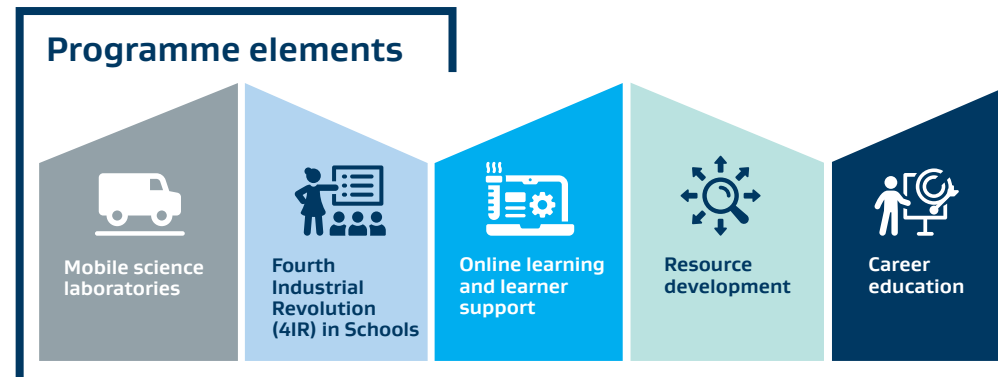 Programme elements
Mobile science
laboratories
Fourth
Industrial
Revolution
(4IR) in Schools
Online learning
and learner
support
Resource
development
Career
education